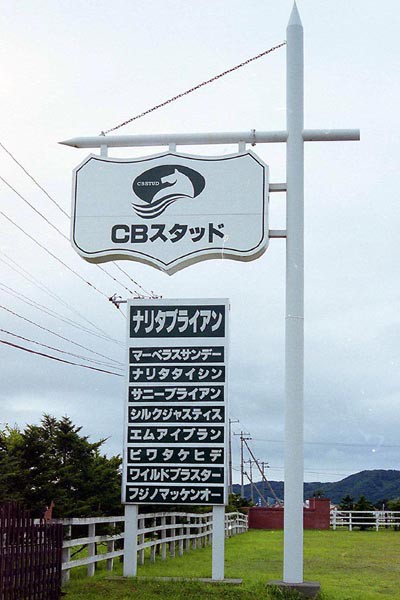 CBSTUD
CBスタッド
ナリタブライアン
マーベラスサンデー
ナリタタイシン
サニーブライアン
シルクジャスティス
エムアイブラン
ビワタケヒデ
ワイルドブラスター
フジノマッケンオー